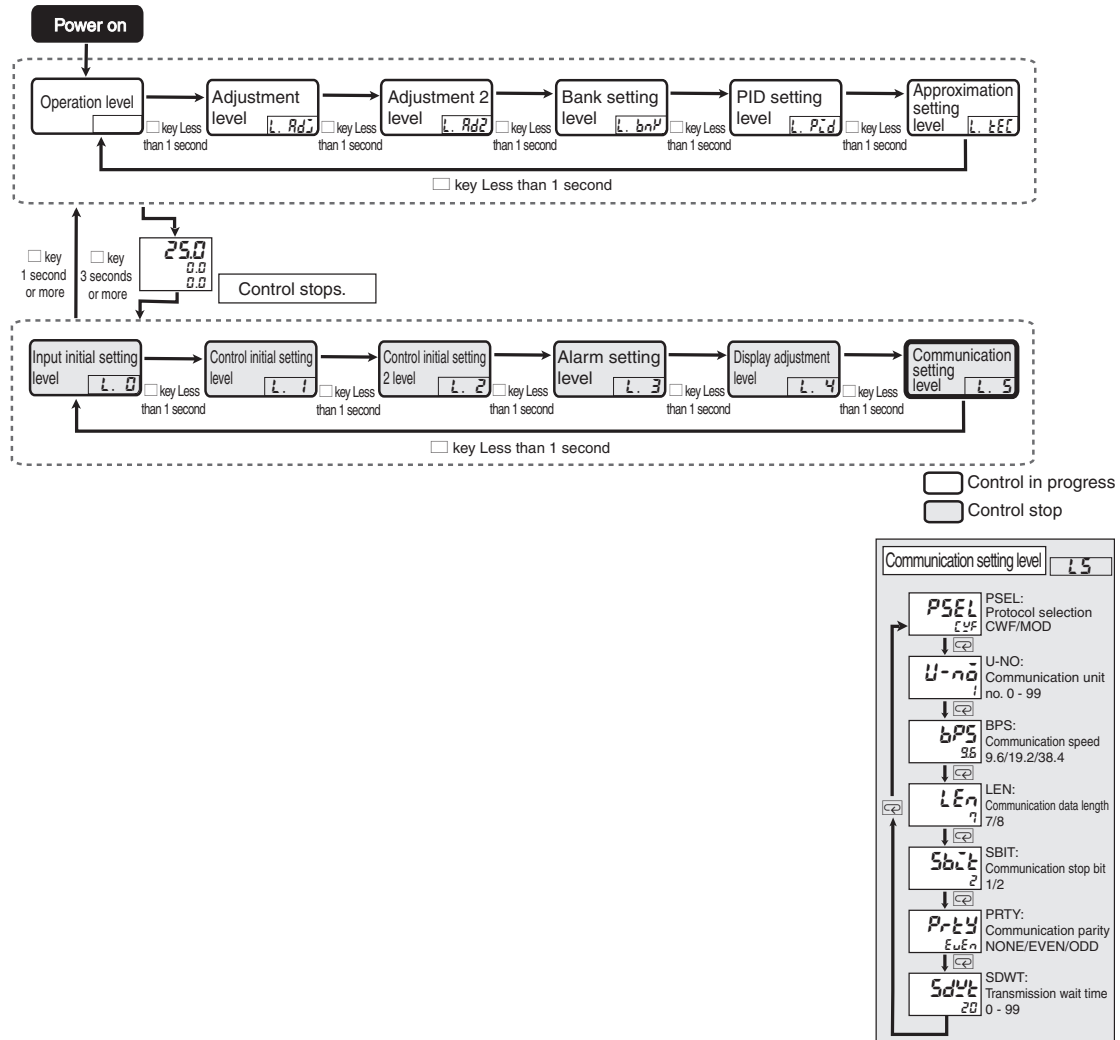 Power on
Operation level
Adjustment
level
L. Adj
Adjustment 2
level
L. Ad2
Bank setting
level
L. bnK
PID setting
level
L. Pid
Approximation
setting
level
L. tEC
key Less
than 1 second
key Less
than 1 second
key Less
than 1 second
key Less
than 1 second
key Less
than 1 second
key Less than 1 second
key
1 second
or more
key
3 seconds
or more
25.0
0.0
0.0
Control stops.
Input initial setting
level
L. 0
Control initial setting
level
L. 1
Control initial setting
2 level
L. 2
Alarm setting
level
L. 3
Display adjustment
level
L. 4
Communication
setting
level
L. 5
key Less
than 1 second
key Less
than 1 second
key Less
than 1 second
key Less
than 1 second
key Less
than 1 second
key Less than 1 second
Control in progress
Control stop
Communication setting level
L5
PSEL
CWF
PSEL:
Protocol selection
CWF/MOD
U-no
1
U-NO:
Communication unit
no. 0 - 99
bPS
9.6
BPS:
Communication speed
9.6/19.2/38.4
LEn
7
LEN:
Communication data length
7/8
Sbit
2
SBIT:
Communication stop bit
1/2
PrtY
EvEn
PRTY:
Communication parity
NONE/EVEN/ODD
SdWt
20
SDWT:
Transmission wait time
0 - 99